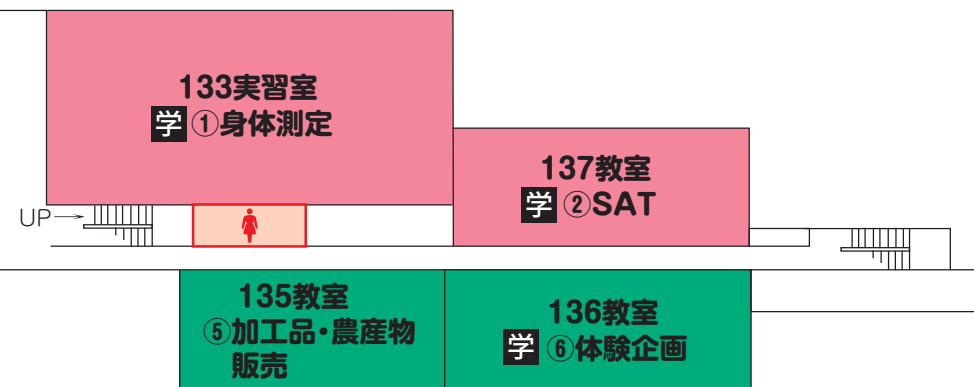 133実習室
学 ①身体測定
137教室
学 ②SAT
UP
135教室
⑤加工品・農産物
販売
136教室
学 ⑥体験企画